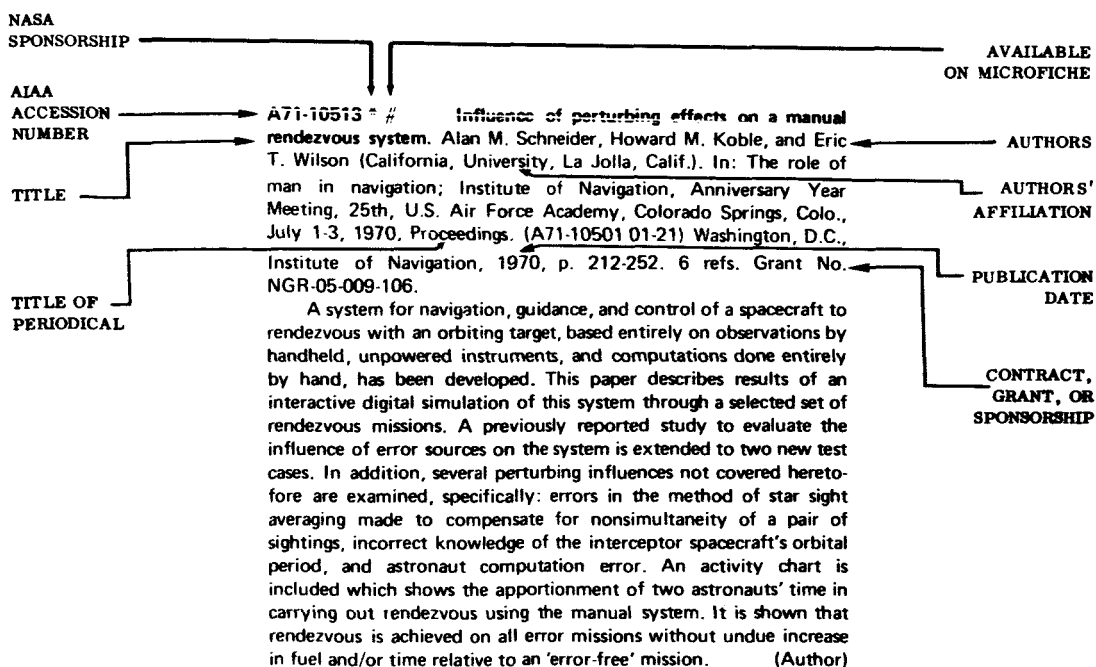 NASA
SPONSORSHIP
AVAILABLE
ON MICROFICHE
AIAA
ACCESSION
NUMBER
A71-10513 * # Influence of perturbing effects on a manual
rendezvous system. Alan M. Schneider, Howard M. Koble, and Eric
AUTHORS
T. Wilson (California, University, La Jolla, Calif.). In: The role of
TITLE
man in navigation; Institute of Navigation, Anniversary Year
AUTHORS'
AFFILIATION
Meeting, 25th, U.S. Air Force Academy, Colorado Springs, Colo.,
July 1-3, 1970, Proceedings. (A71-10501 01-21) Washington, D.C.,
Institute of Navigation, 1970, p. 212-252. 6 refs. Grant No.
PUBLICATION
DATE
NGR-05-009-106.
TITLE OF
PERIODICAL
A system for navigation, guidance, and control of a spacecraft to
rendezvous with an orbiting target, based entirely on observations by
handheld, unpowered instruments, and computations done entirely
by hand, has been developed. This paper describes results of an
CONTRACT,
GRANT, OR
SPONSORSHIP
interactive digital simulation of this system through a selected set of
rendezvous missions. A previously reported study to evaluate the
influence of error sources on the system is extended to two new test
cases. In addition, several perturbing influences not covered hereto-
fore are examined, specifically: errors in the method of star sight
averaging made to compensate for nonsimultaneity of a pair of
sightings, incorrect knowledge of the interceptor spacecraft's orbital
period, and astronaut computation error. An activity chart is
included which shows the apportionment of two astronauts' time in
carrying out rendezvous using the manual system. It is shown that
rendezvous is achieved on all error missions without undue increase
in fuel and/or time relative to an 'error-free' mission. (Author)